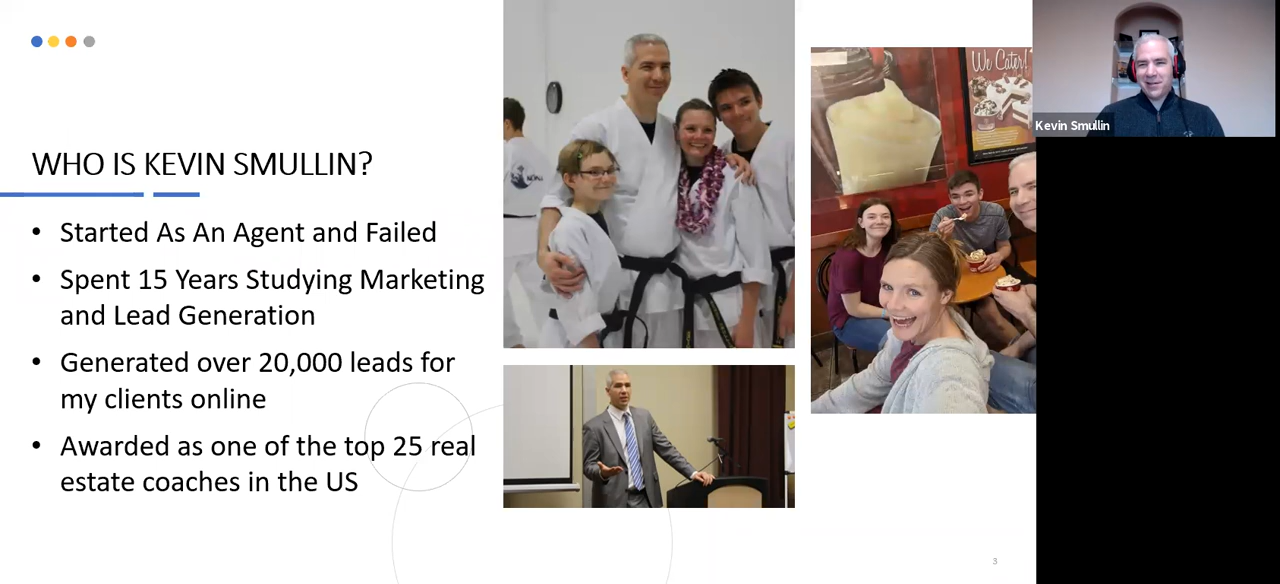 WHO IS KEVIN SMULLIN?
• Started As An Agent and Failed
• Spent 15 Years Studying Marketing
and Lead Generation
• Generated over 20,000 leads for
my clients online
• Awarded as one of the top 25 real
estate coaches in the US
We Cater!
Kevin Smullin
3